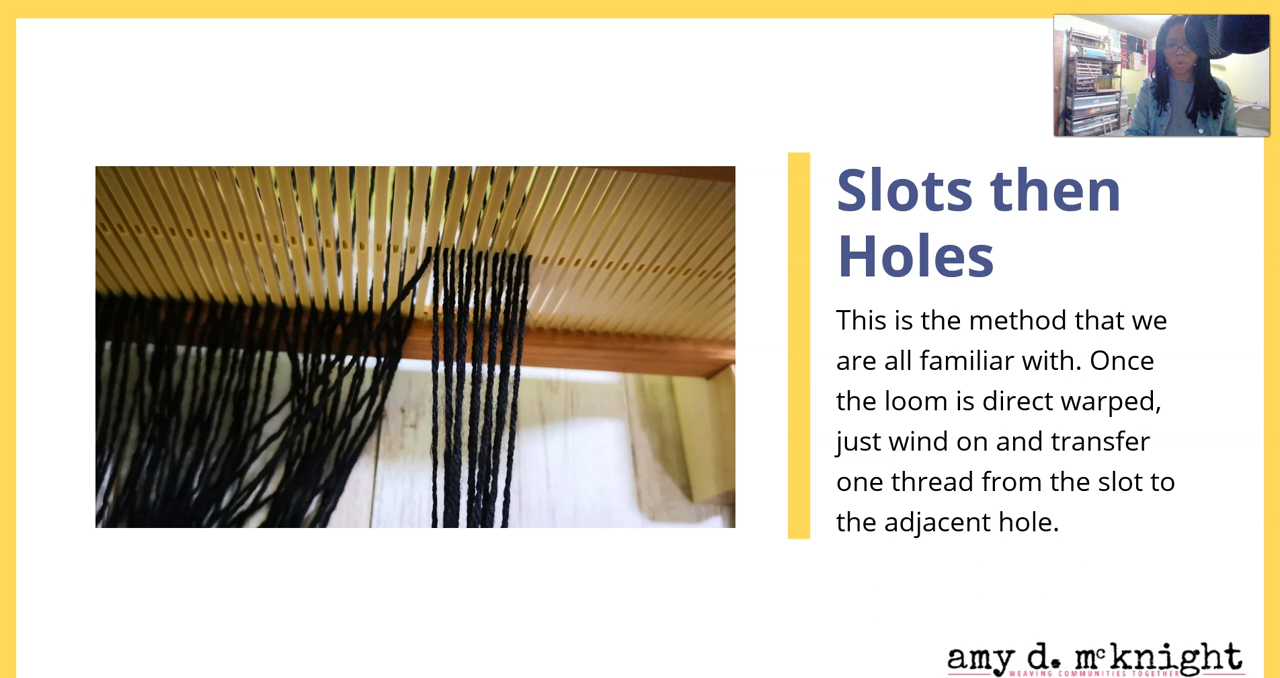 Slots then
Holes
This is the method that we
are all familiar with. Once
the loom is direct warped,
just wind on and transfer
one thread from the slot to
the adjacent hole.
amy d. mcknight
WEAVING COMMUNITIES TOGETHER